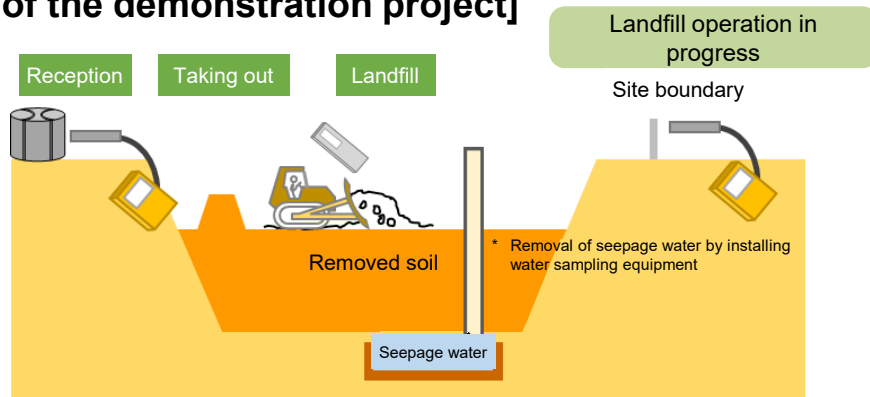 of the demonstration project]
Landfill operation in
progress
Reception
Taking out
Landfill
Site boundary
Removed soil
* Removal of seepage water by installing
water sampling equipment
Seepage water